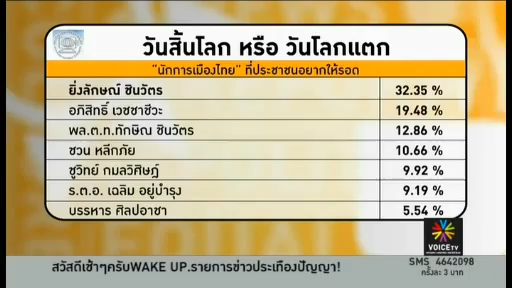 วันสิ้นโลก หรือ วันโลกแตก
"นักการเมืองไทย" ที่ประชาชนอยากให้รอด
ยิ่งลักษณ์ ชินวัตร 32.35 %
อภิสิทธิ์ เวชชาชีวะ 19.48 %
พล.ต.ท.ทักษิณ ชินวัตร 12.86 %
ชวน หลีกภัย 10.66 %
ชูวิทย์ กมลวิศิษฎ์ 9.92 %
ร.ต.อ. เฉลิม อยู่บำรุง 9.19 %
บรรหาร ศิลปอาชา 5.54 %
VOICE TV
สวัสดีเช้าๆครับWAKE UP.รายการข่าวประเทืองปัญญา!
SMS 4642098
ครั้งละ 3 บาท